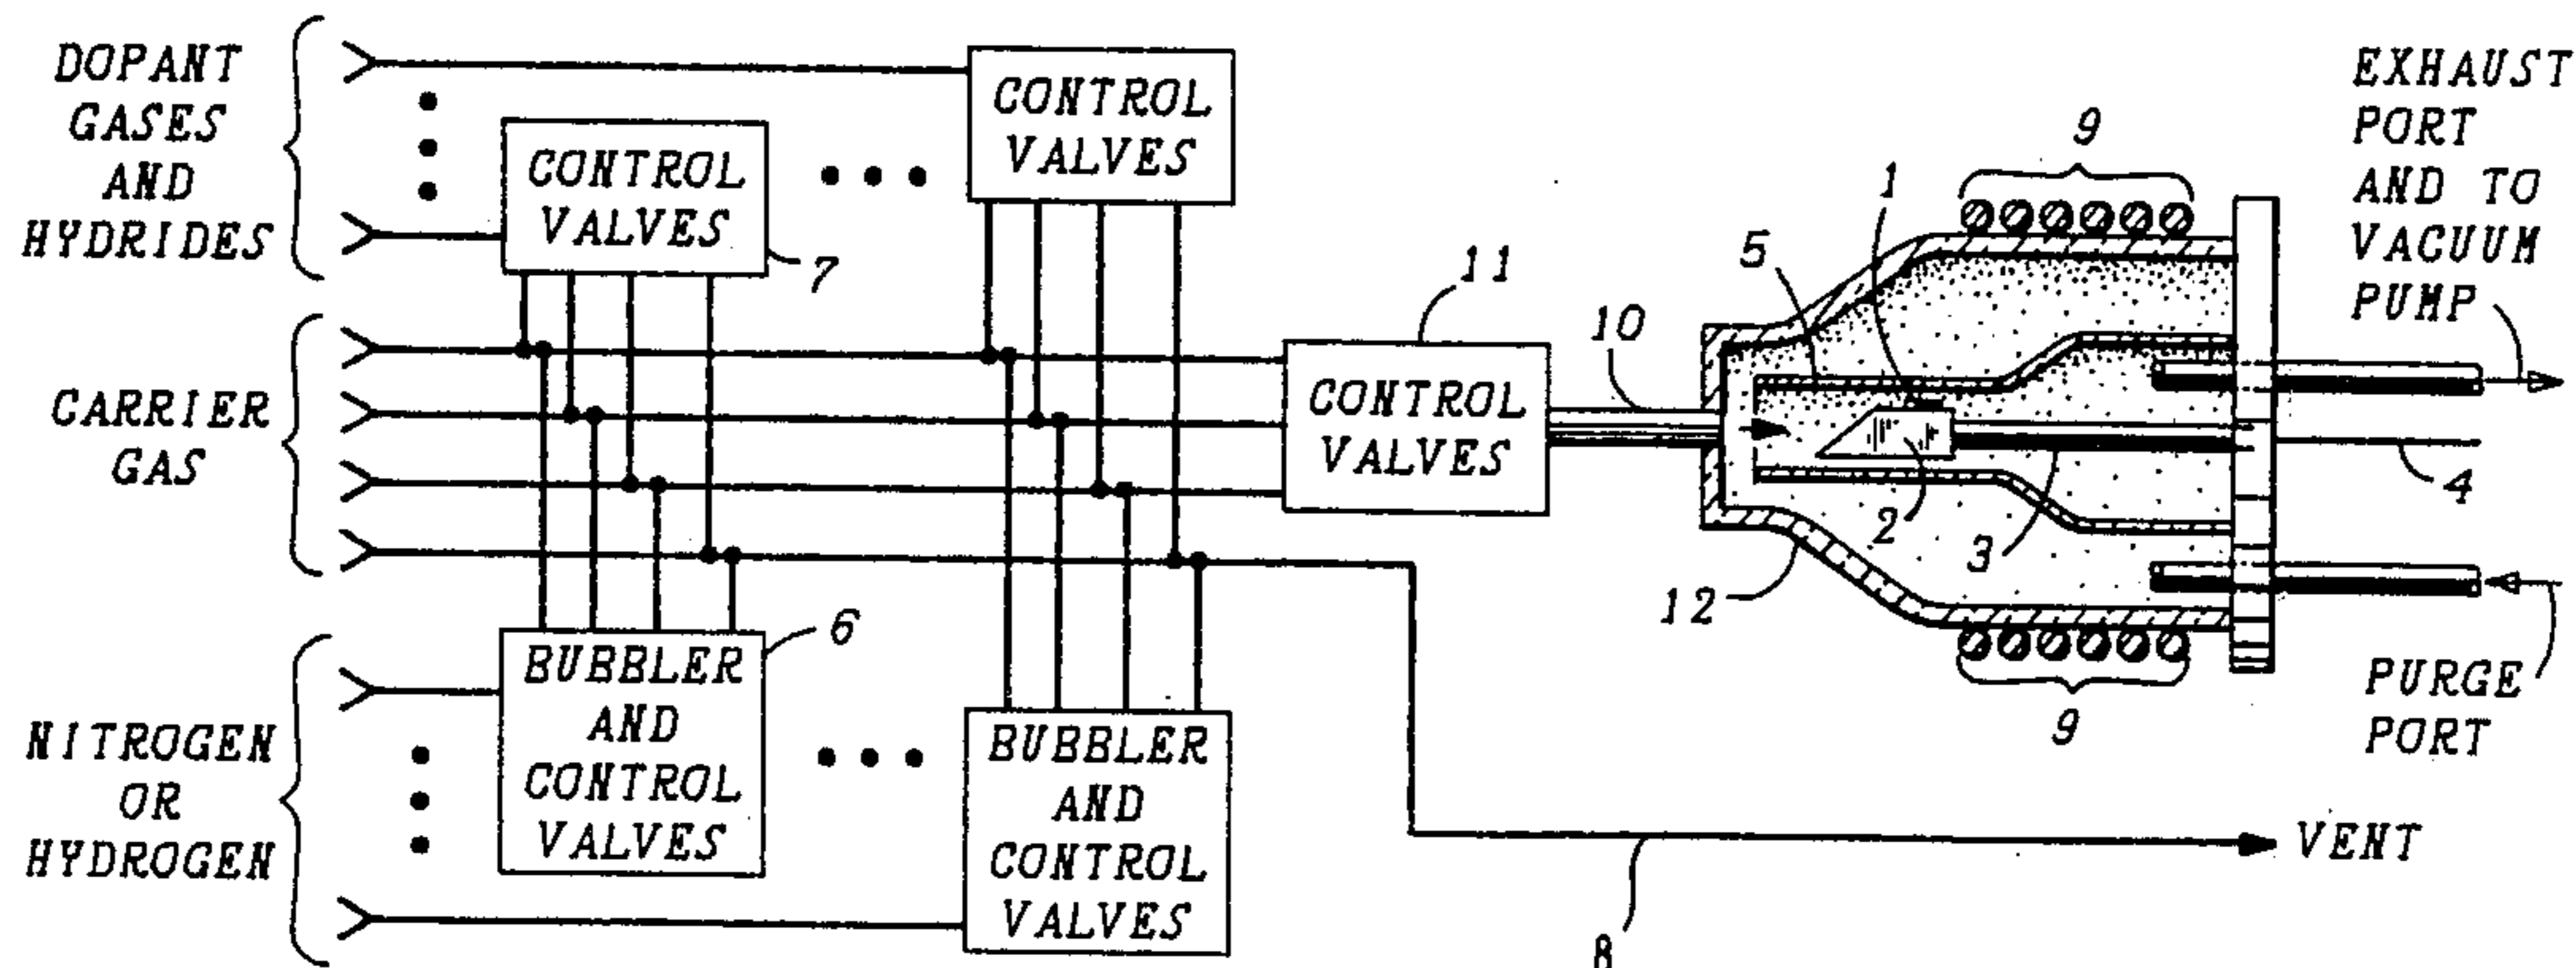 DOPANT
GASES
AND
HYDRIDES
CARRIER
GAS
NITROGEN
OR
HYDROGEN
CONTROL
VALVES
7
CONTROL
VALVES
BUBBLER
AND
CONTROL
VALVES
6
BUBBLER
AND
CONTROL
VALVES
CONTROL
VALVES
11
10
5
1
9
2
3
4
12
9
EXHAUST
PORT
AND TO
VACUUM
PUMP
PURGE
PORT
VENT
8